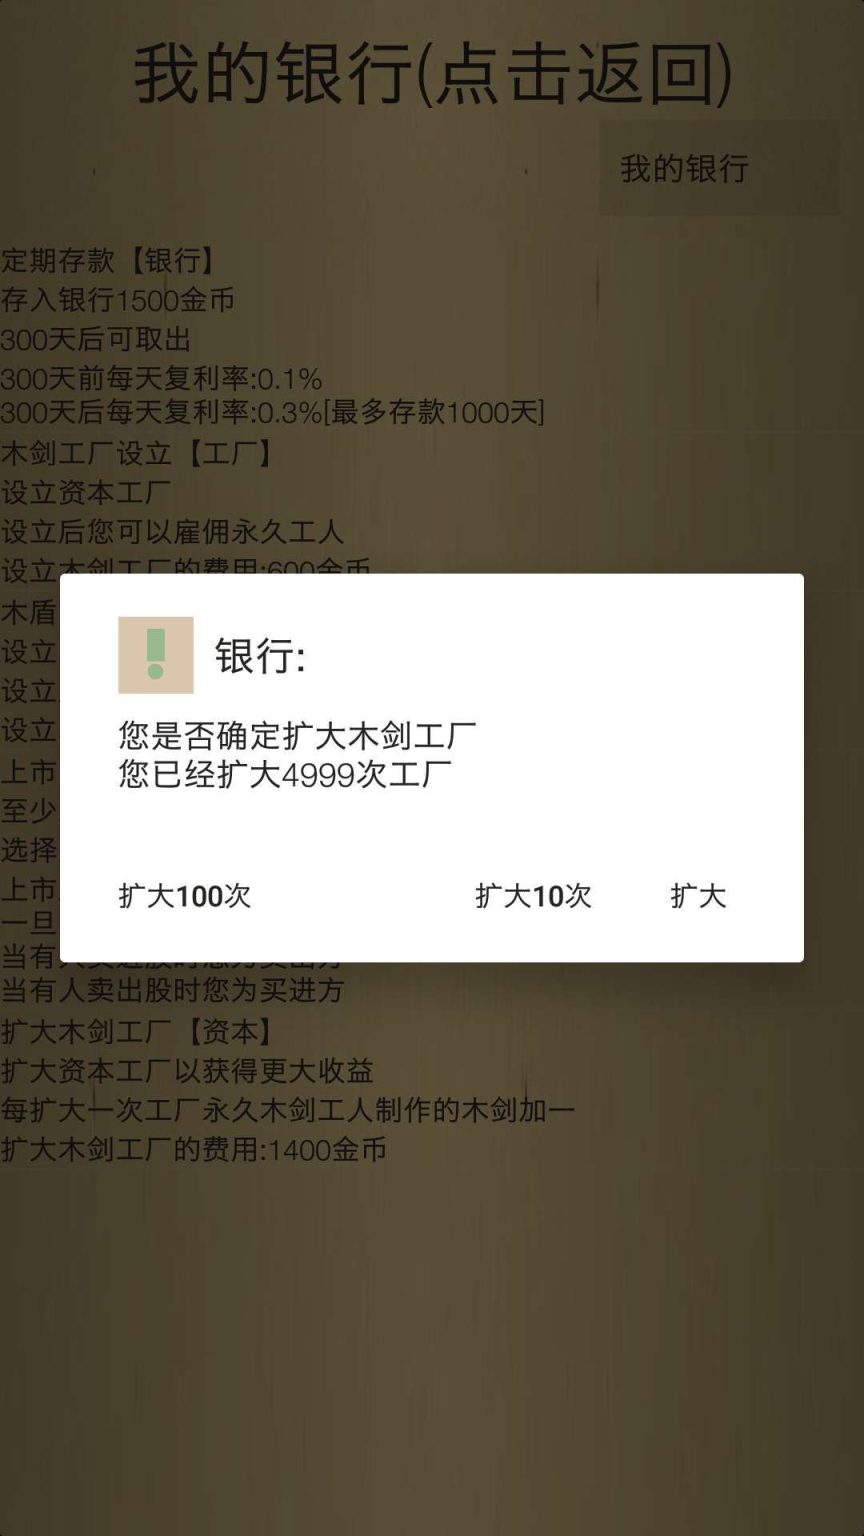 我的银行(点击返回)
我的银行
定期存款【银行】
存入银行1500金币
300天后可取出
300天前每天复利率:0.1%
300天后每天复利率:0.3%[最多存款1000天]
木剑工厂设立【工厂】
设立资本工厂
设立后您可以雇佣永久工人
设立木剑工厂的费用:600金币
木盾
设立
设立
设立
上市
至少
选择
上市
一旦
银行:
您是否确定扩大木剑工厂
您已经扩大4999次工厂
扩大100次
扩大10次
扩大
当有人卖进股时您为卖出方
当有人卖出股时您为买进方
扩大木剑工厂【资本】
扩大资本工厂以获得更大收益
每扩大一次工厂永久木剑工人制作的木剑加一
扩大木剑工厂的费用:1400金币